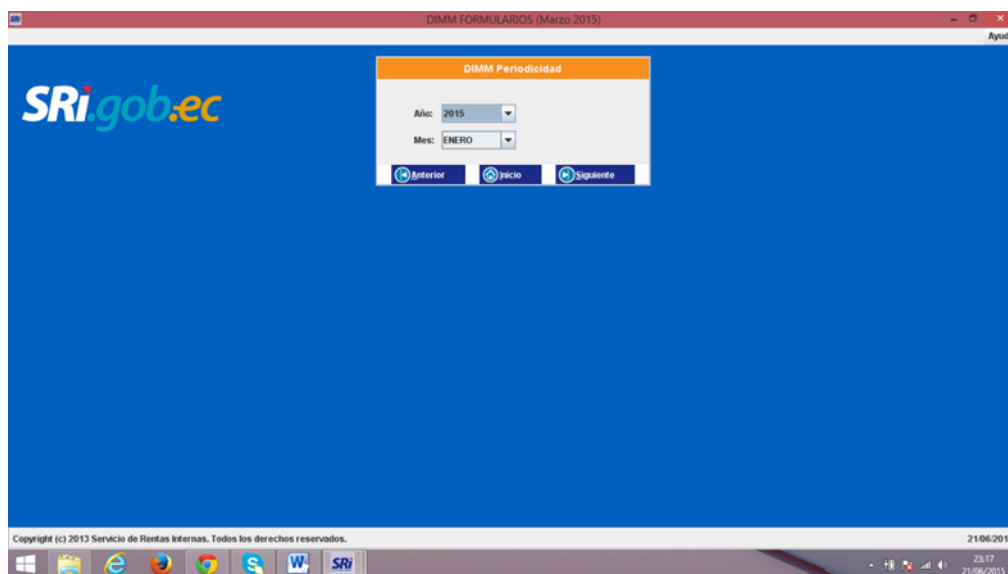 SRi
DIMM FORMULARIOS (Marzo 2015)
Ayud
SRi.gob.ec
DIMM Periodicidad
Año: 2015
Mes: ENERO
Anterior Inicio Siguiente
Copyright (c) 2013 Servicio de Rentas Internas. Todos los derechos reservados.
21/06/201
W SRi
23:17
21/06/2015